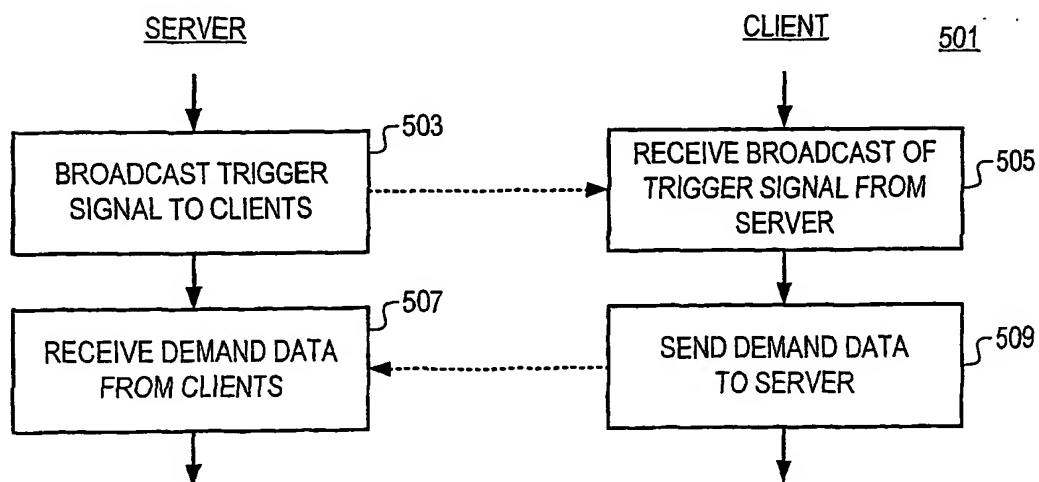 SERVER
CLIENT
501
503
BROADCAST TRIGGER
SIGNAL TO CLIENTS
RECEIVE BROADCAST OF
TRIGGER SIGNAL FROM
SERVER
505
507
RECEIVE DEMAND DATA
FROM CLIENTS
SEND DEMAND DATA
TO SERVER
509